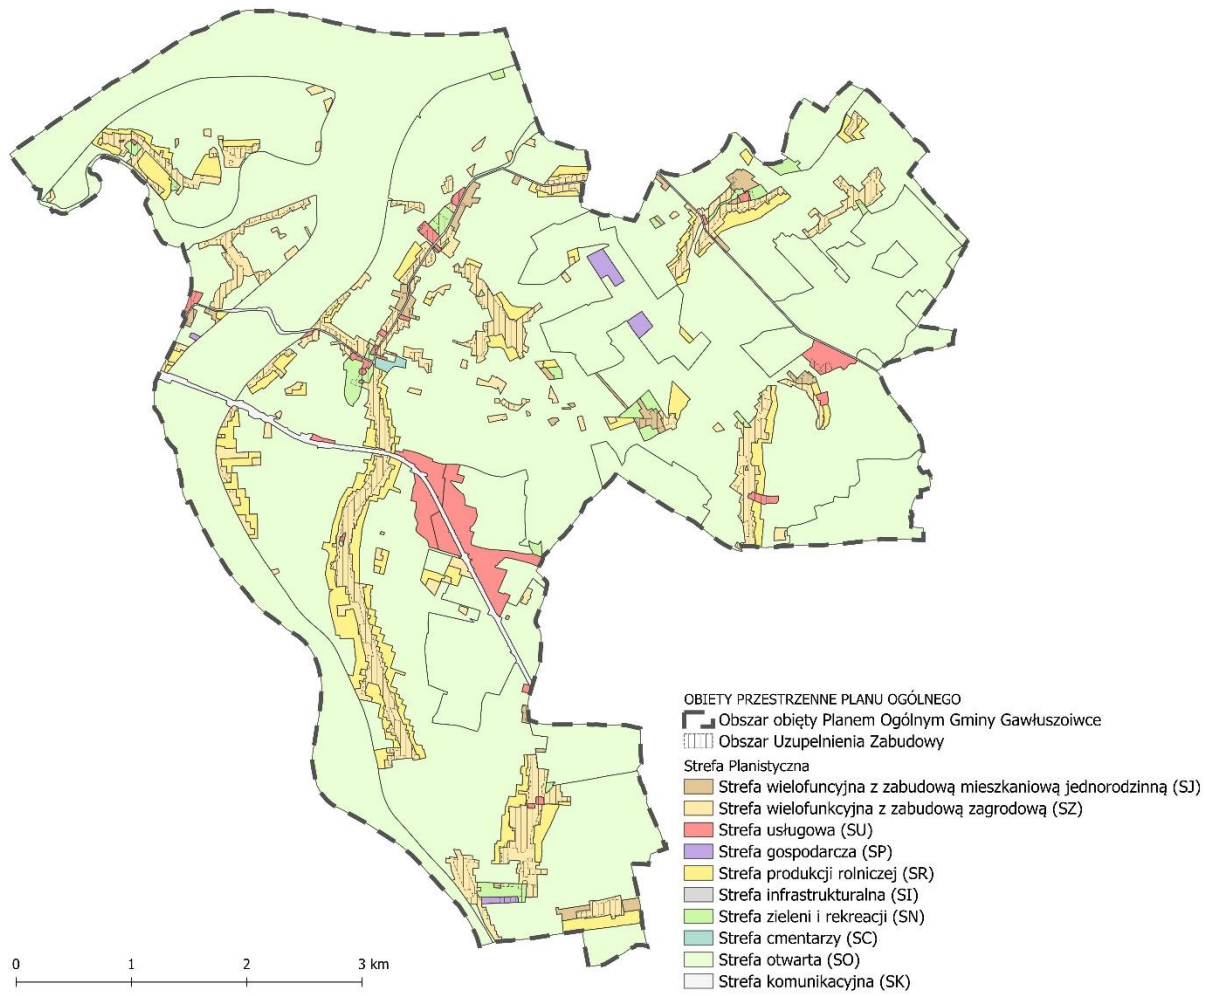 OBIETY PRZESTRZENNE PLANU OGÓLNEGO
Obszar objęty Planem Ogólnym Gminy Gawłuszoiwce
Obszar Uzupelnienia Zabudowy
Strefa Planistyczna
Strefa wielofuncyjna z zabudową mieszkaniową jednorodzinną (SJ)
Strefa wielofunkcyjna z zabudową zagrodową (SZ)
Strefa usługowa (SU)
Strefa gospodarcza (SP)
Strefa produkcji rolniczej (SR)
Strefa infrastrukturalna (SI)
Strefa zieleni i rekreacji (SN)
Strefa cmentarzy (SC)
Strefa otwarta (SO)
Strefa komunikacyjna (SK)
0 1 2 3 km